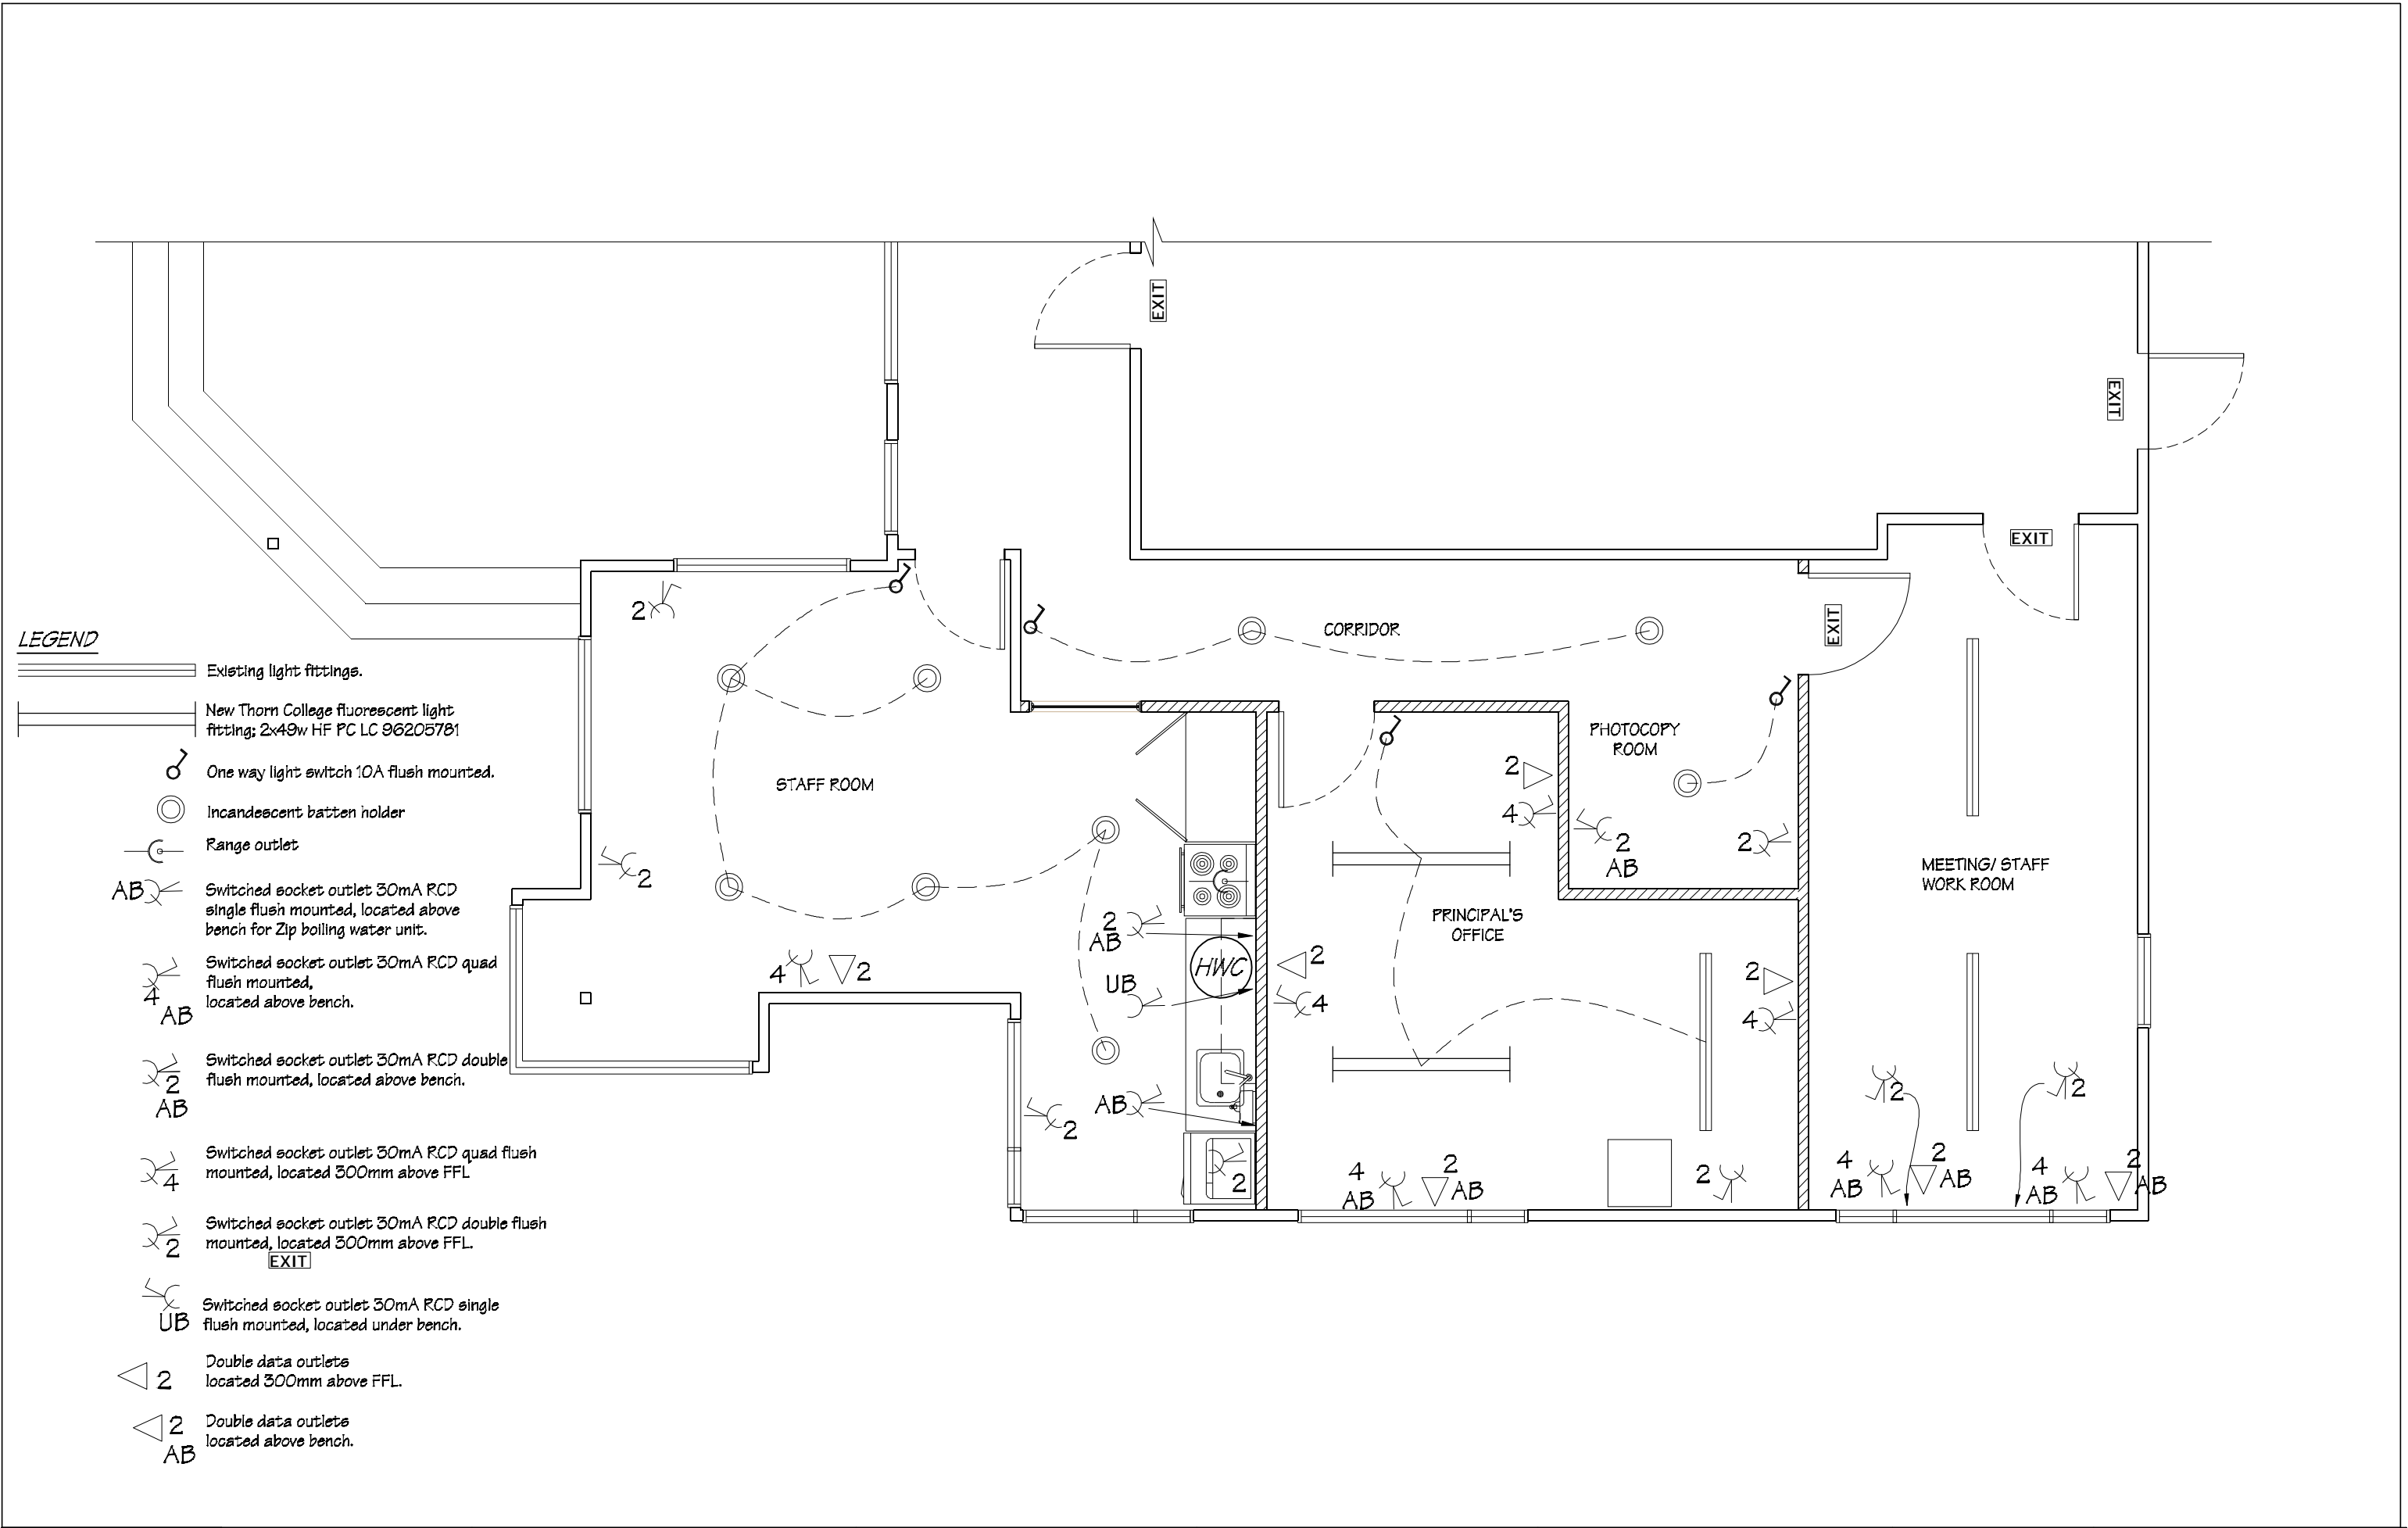 EXIT
EXIT
EXIT
2
LEGEND
Existing light fittings.
New Thorn College fluorescent light
fitting; 2x49w HF PC LC 96205781
One way light switch 10A flush mounted.
Incandescent batten holder
Range outlet
AB
Switched socket outlet 30mA RCD
single flush mounted, located above
bench for Zip boiling water unit.
Switched socket outlet 30mA RCD quad
flush mounted,
located above bench.
4
AB
Switched socket outlet 30mA RCD double
flush mounted, located above bench.
2
AB
Switched socket outlet 30mA RCD quad flush
mounted, located 300mm above FFL
4
Switched socket outlet 30mA RCD double flush
mounted, located 300mm above FFL.
2
EXIT
Switched socket outlet 30mA RCD single
flush mounted, located under bench.
UB
Double data outlets
located 300mm above FFL.
2
Double data outlets
located above bench.
2
AB
STAFF ROOM
2
4
2
2
AB
UB
HWC
AB
2
2
CORRIDOR
EXIT
PHOTOCOPY
ROOM
2
AB
2
2
4
PRINCIPAL'S
OFFICE
2
4
2
4
4
AB
2
AB
2
MEETING/ STAFF
WORK ROOM
2
2
4
AB
2
AB
4
AB
2
AB